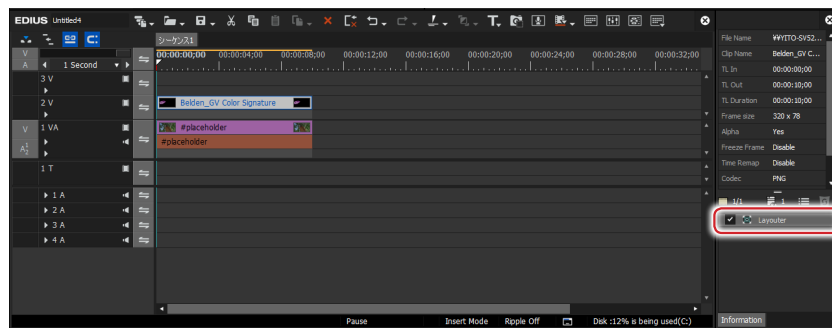 EDIUS Untitled4
シーケンス1
V
A
1 Second
00:00:00;00 00:00:04;00 00:00:08;00 00:00:12;00 00:00:16;00 00:00:20;00 00:00:24;00 00:00:28;00 00:00:32;00
3 V
2 V
Belden_GV Color Signature
V
1 VA
#placeholder
A 1 2
#placeholder
1 T
1 A
2 A
3 A
4 A
Pause Insert Mode Ripple Off Disk :12% is being used(C:)
File Name ¥¥YITO-SV52...
Clip Name Belden_GV C...
TL In 00:00:00;00
TL Out 00:00:10;00
TL Duration 00:00:10;00
Frame size 320 x 78
Alpha Yes
Freeze Frame Disable
Time Remap Disable
Codec PNG
1/1 1
Layouter
Information